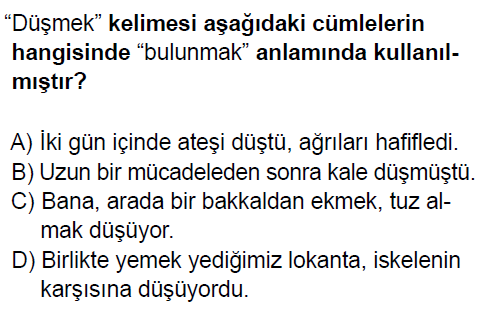 “Düşmek” kelimesi aşağıdaki cümlelerin
hangisinde “bulunmak” anlamında kullanıl-
mıştır?
A) İki gün içinde ateşi düştü, ağrıları hafifledi.
B) Uzun bir mücadeleden sonra kale düşmüştü.
C) Bana, arada bir bakkaldan ekmek, tuz al-
mak düşüyor.
D) Birlikte yemek yediğimiz lokanta, iskelenin
karşısına düşüyordu.